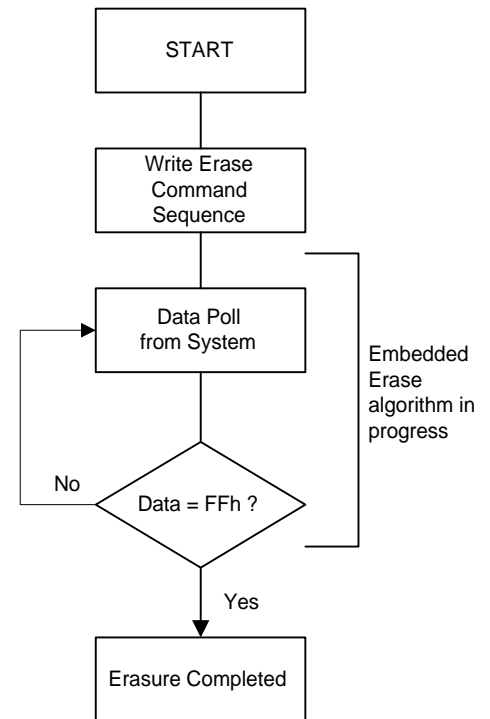 START
Write Erase
Command
Sequence
Data Poll
from System
Embedded
Erase
algorithm in
progress
No
Data = FFh ?
Yes
Erasure Completed